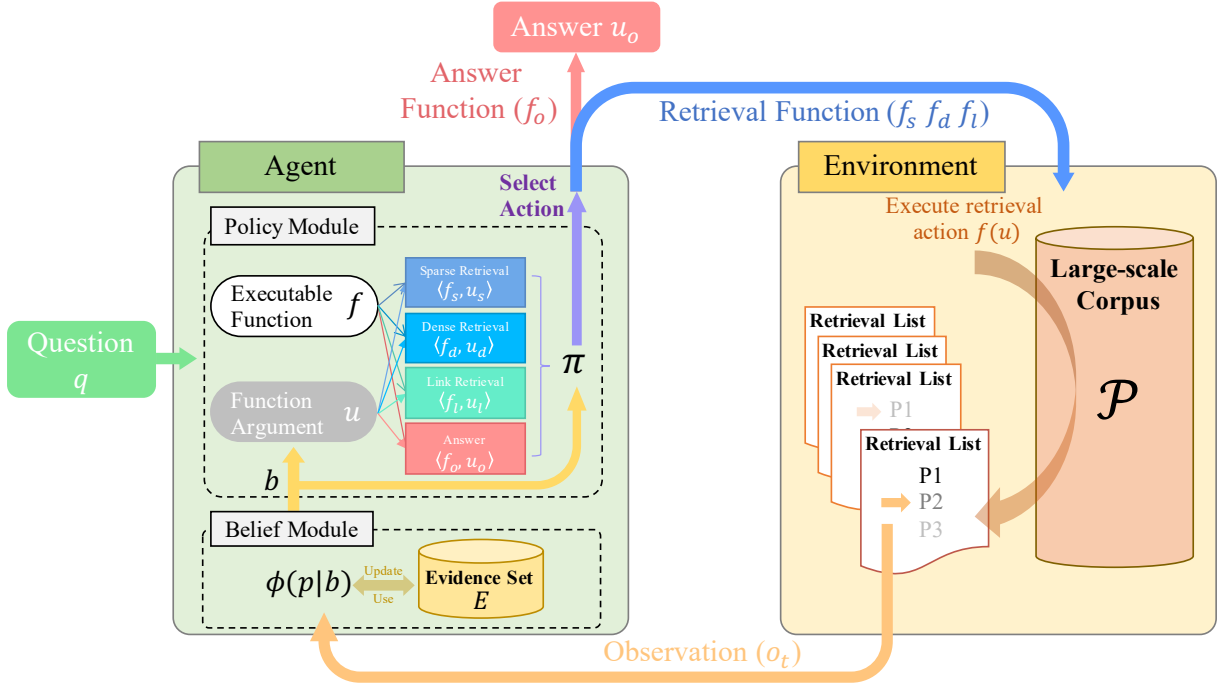 Answer u_o
Answer
Function (f_o)
Retrieval Function (f_s f_d f_l)
Agent
Environment
Select
Action
Execute retrieval
action f(u)
Policy Module
Executable
Function f
Function
Argument u
Sparse Retrieval
⟨f_s, u_s⟩
Dense Retrieval
⟨f_d, u_d⟩
Link Retrieval
⟨f_l, u_l⟩
Answer
⟨f_o, u_o⟩
π
Question
q
b
Belief Module
ϕ(p|b)
Update
Use
Evidence Set
E
Large-scale
Corpus
𝒫
Retrieval List
Retrieval List
Retrieval List
P1
Retrieval List
P1
P2
P3
Observation (o_t)